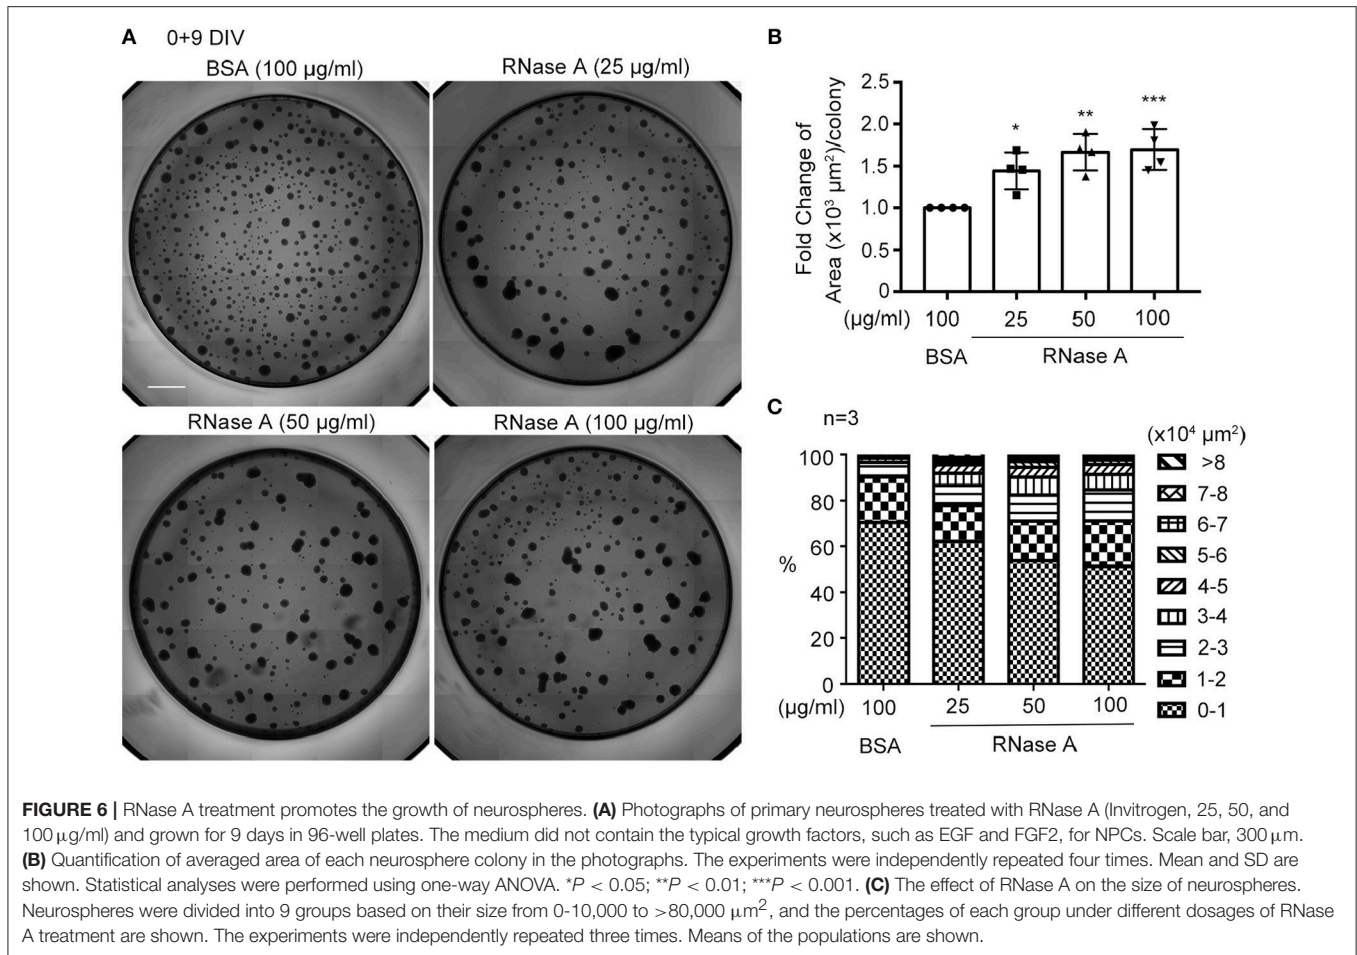 A 0+9 DIV
BSA (100 µg/ml)
RNase A (25 µg/ml)
RNase A (50 µg/ml)
RNase A (100 µg/ml)
B
Fold Change of
Area (x10³ µm²)/colony
2.5
2.0
1.5
1.0
0.5
0
* ** ***
(µg/ml) 100 25 50 100
BSA RNase A
C n=3
(x10⁴ µm²)
100
80
60
40
20
0
%
>8
7-8
6-7
5-6
4-5
3-4
2-3
1-2
0-1
(µg/ml) 100 25 50 100
BSA RNase A
FIGURE 6 | RNase A treatment promotes the growth of neurospheres. (A) Photographs of primary neurospheres treated with RNase A (Invitrogen, 25, 50, and
100 µg/ml) and grown for 9 days in 96-well plates. The medium did not contain the typical growth factors, such as EGF and FGF2, for NPCs. Scale bar, 300 µm.
(B) Quantification of averaged area of each neurosphere colony in the photographs. The experiments were independently repeated four times. Mean and SD are
shown. Statistical analyses were performed using one-way ANOVA. *P < 0.05; **P < 0.01; ***P < 0.001. (C) The effect of RNase A on the size of neurospheres.
Neurospheres were divided into 9 groups based on their size from 0-10,000 to >80,000 µm², and the percentages of each group under different dosages of RNase
A treatment are shown. The experiments were independently repeated three times. Means of the populations are shown.